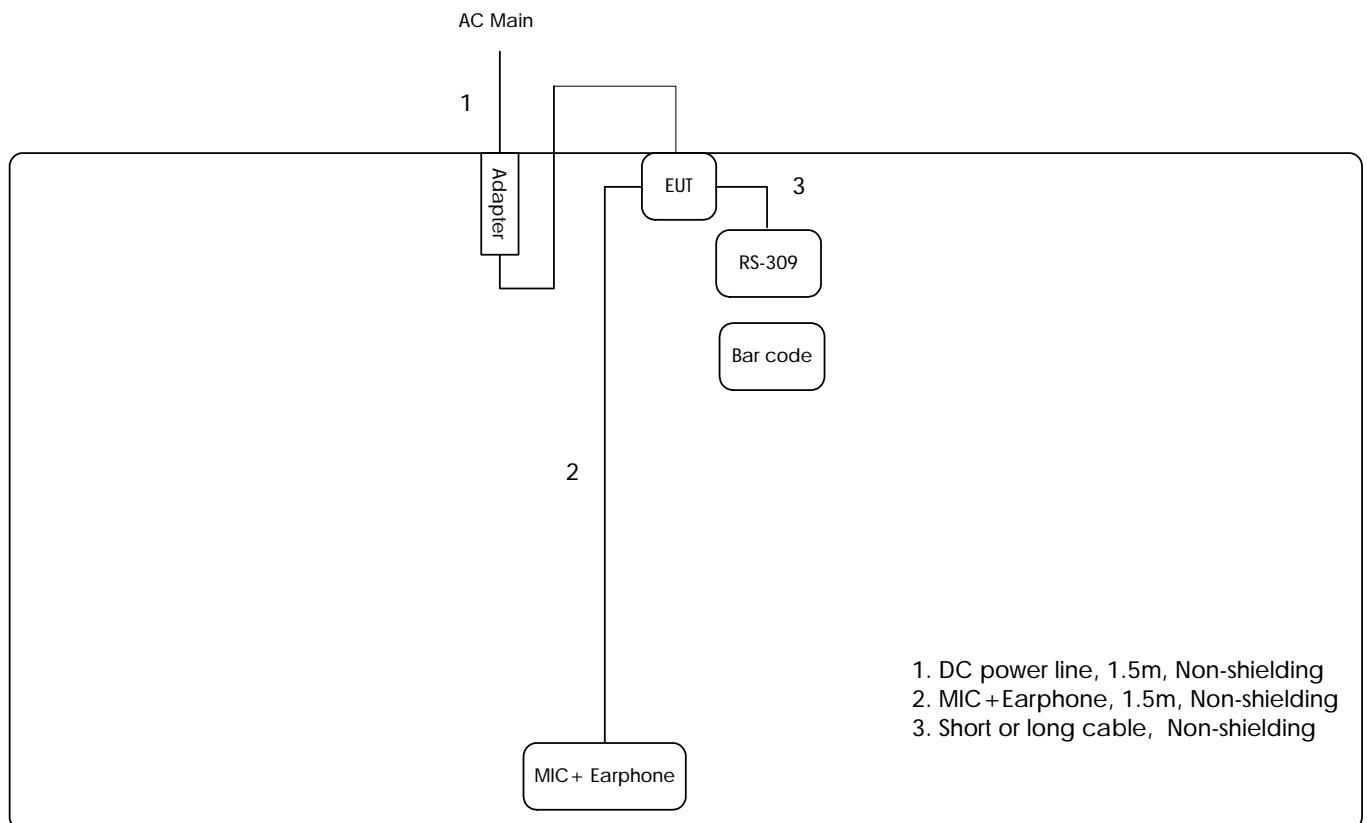 AC Main
1
Adapter
EUT
3
RS-309
Bar code
2
1. DC power line, 1.5m, Non-shielding
2. MIC+Earphone, 1.5m, Non-shielding
3. Short or long cable, Non-shielding
MIC+ Earphone